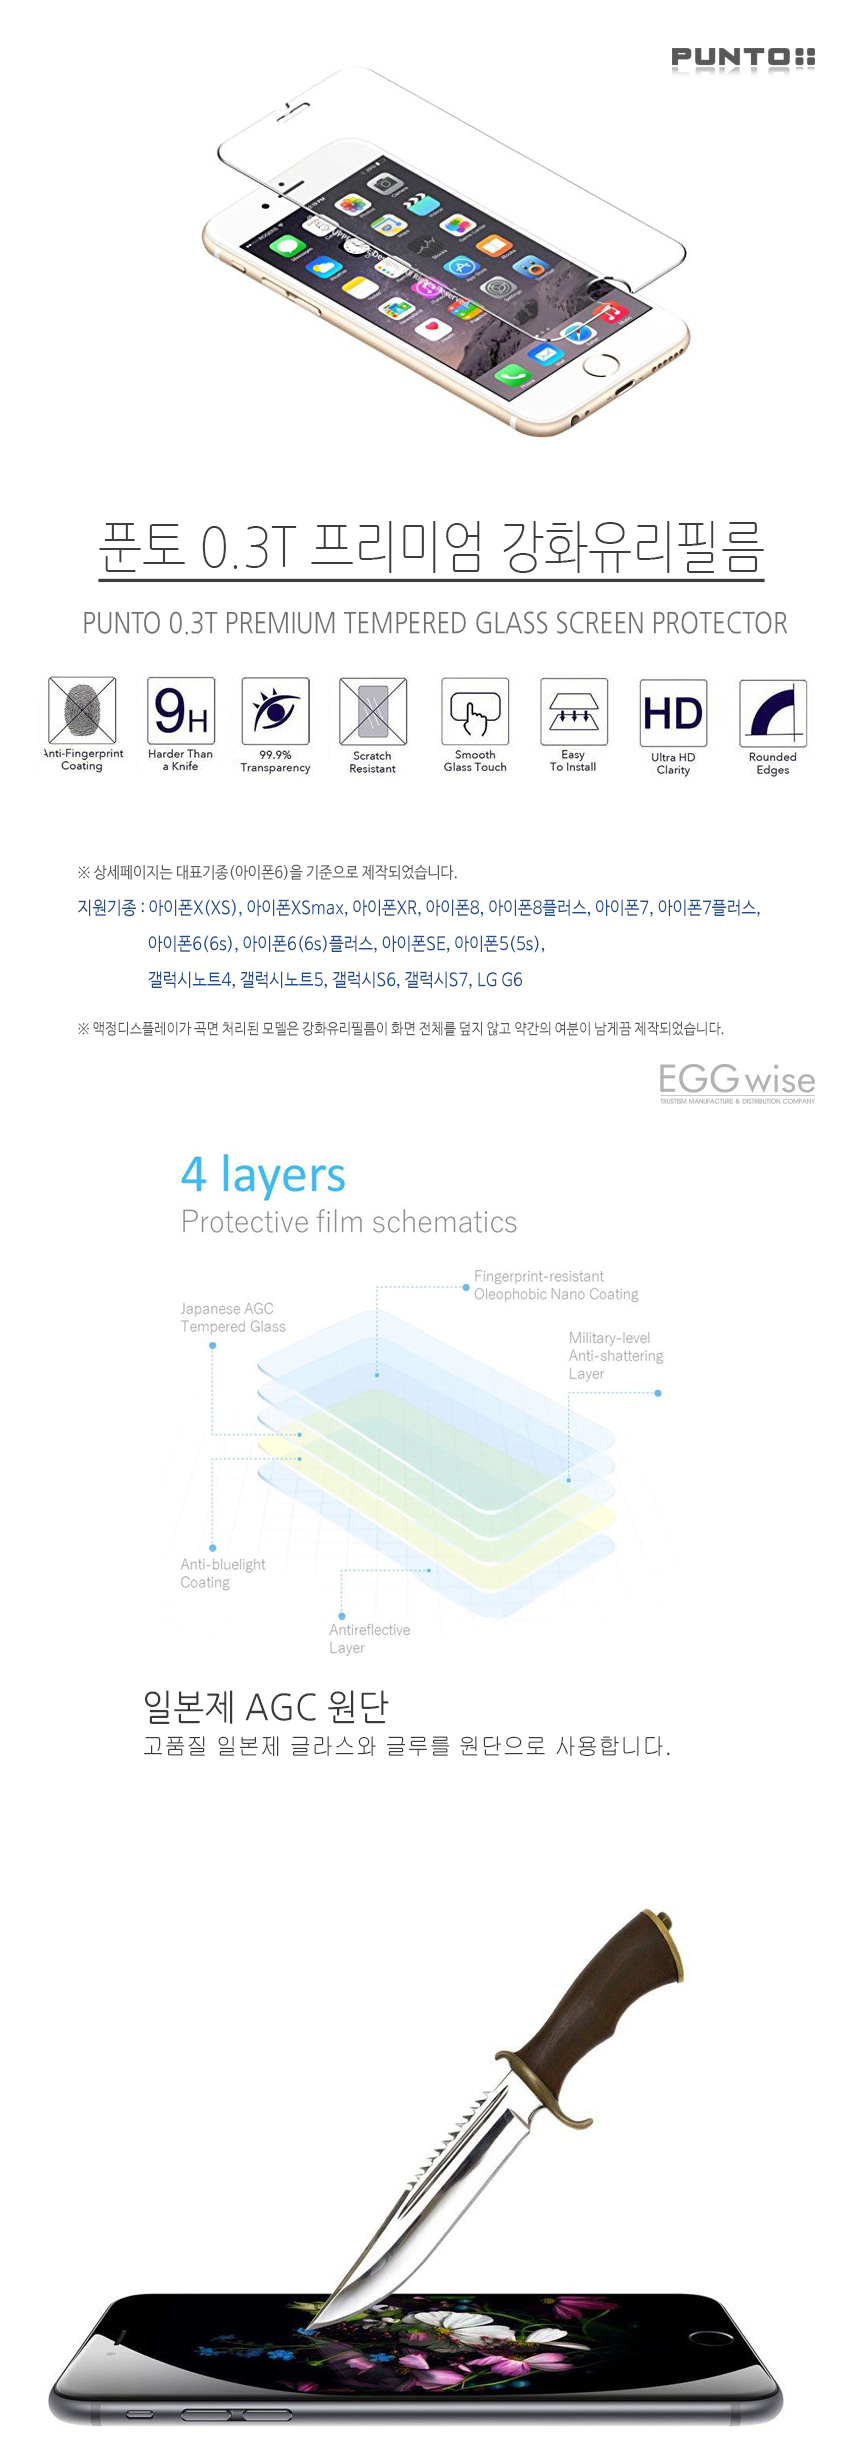 PUNTO
푼토 0.3T 프리미엄 강화유리필름
PUNTO 0.3T PREMIUM TEMPERED GLASS SCREEN PROTECTOR
9H
HD
Anti-Fingerprint
Coating
Harder Than
a Knife
99.9%
Transparency
Scratch
Resistant
Smooth
Glass Touch
Easy
To Install
Ultra HD
Clarity
Rounded
Edges
※ 상세페이지는 대표기종(아이폰6)을 기준으로 제작되었습니다.
지원기종 : 아이폰X(XS), 아이폰XSmax, 아이폰XR, 아이폰8, 아이폰8플러스, 아이폰7, 아이폰7플러스,
아이폰6(6s), 아이폰6(6s)플러스, 아이폰SE, 아이폰5(5s),
갤럭시노트4, 갤럭시노트5, 갤럭시S6, 갤럭시S7, LG G6
※ 액정디스플레이가 곡면 처리된 모델은 강화유리필름이 화면 전체를 덮지 않고 약간의 여분이 남게끔 제작되었습니다.
EGGwise
TRUSTISM MANUFACTURE & DISTRIBUTION COMPANY
4 layers
Protective film schematics
Fingerprint-resistant
Oleophobic Nano Coating
Japanese AGC
Tempered Glass
Military-level
Anti-shattering
Layer
Anti-bluelight
Coating
Antireflective
Layer
일본제 AGC 원단
고품질 일본제 글라스와 글루를 원단으로 사용합니다.